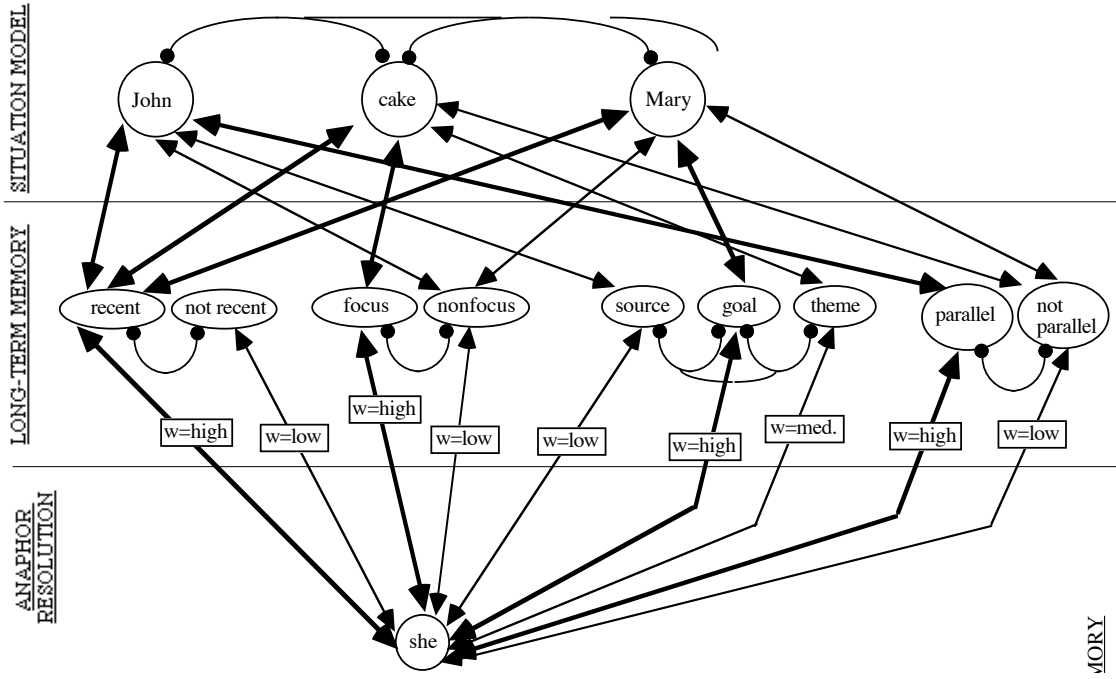 SITUATION MODEL
John
cake
Mary
LONG-TERM MEMORY
recent
not recent
focus
nonfocus
source
goal
theme
parallel
not
parallel
w=high
w=low
w=high
w=low
w=low
w=high
w=med.
w=high
w=low
ANAPHOR
RESOLUTION
she
MORY